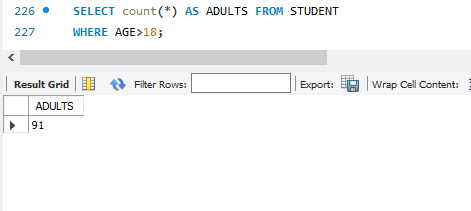 226 SELECT count(*) AS ADULTS FROM STUDENT
227 WHERE AGE>18;
Result Grid Filter Rows: Export: Wrap Cell Content:
ADULTS
91